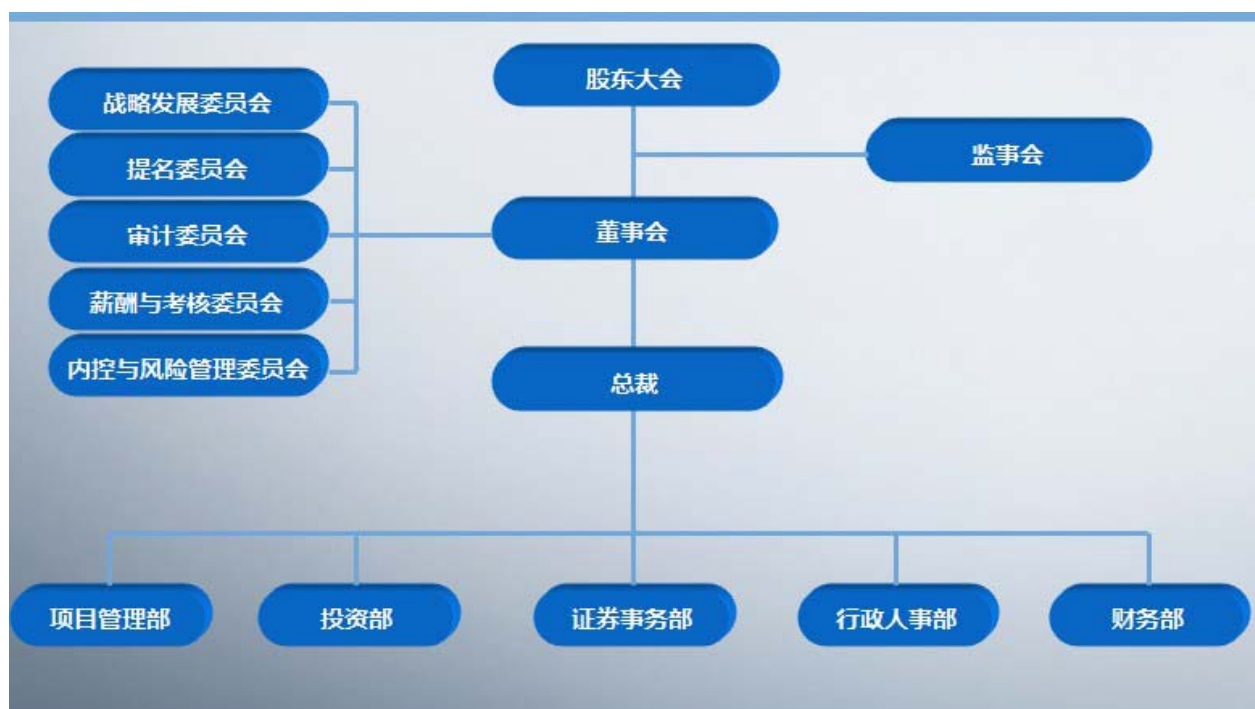 股东大会
监事会
董事会
战略发展委员会
提名委员会
审计委员会
薪酬与考核委员会
内控与风险管理委员会
总裁
项目管理部
投资部
证券事务部
行政人事部
财务部